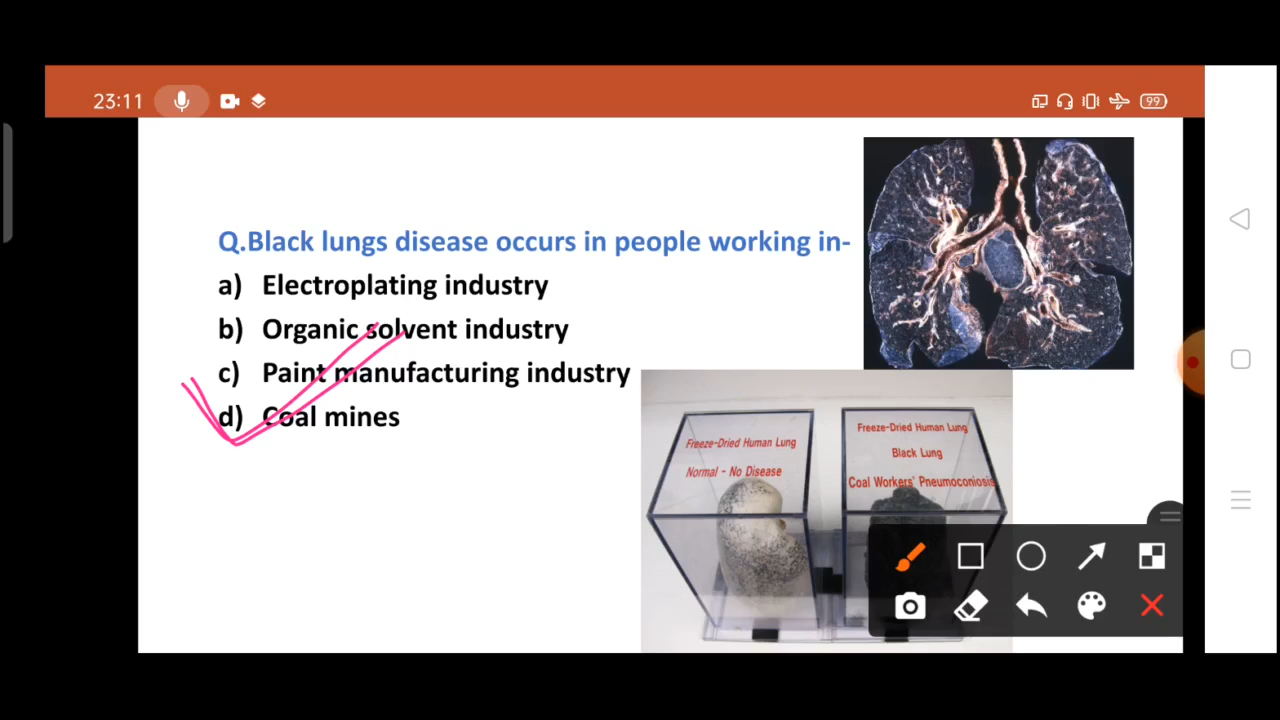 23:11
99
Q.Black lungs disease occurs in people working in-
a) Electroplating industry
b) Organic solvent industry
c) Paint manufacturing industry
d) Coal mines
Freeze-Dried Human Lung
Normal - No Disease
Freeze-Dried Human Lung
Black Lung
Coal Workers' Pneumoconiosis